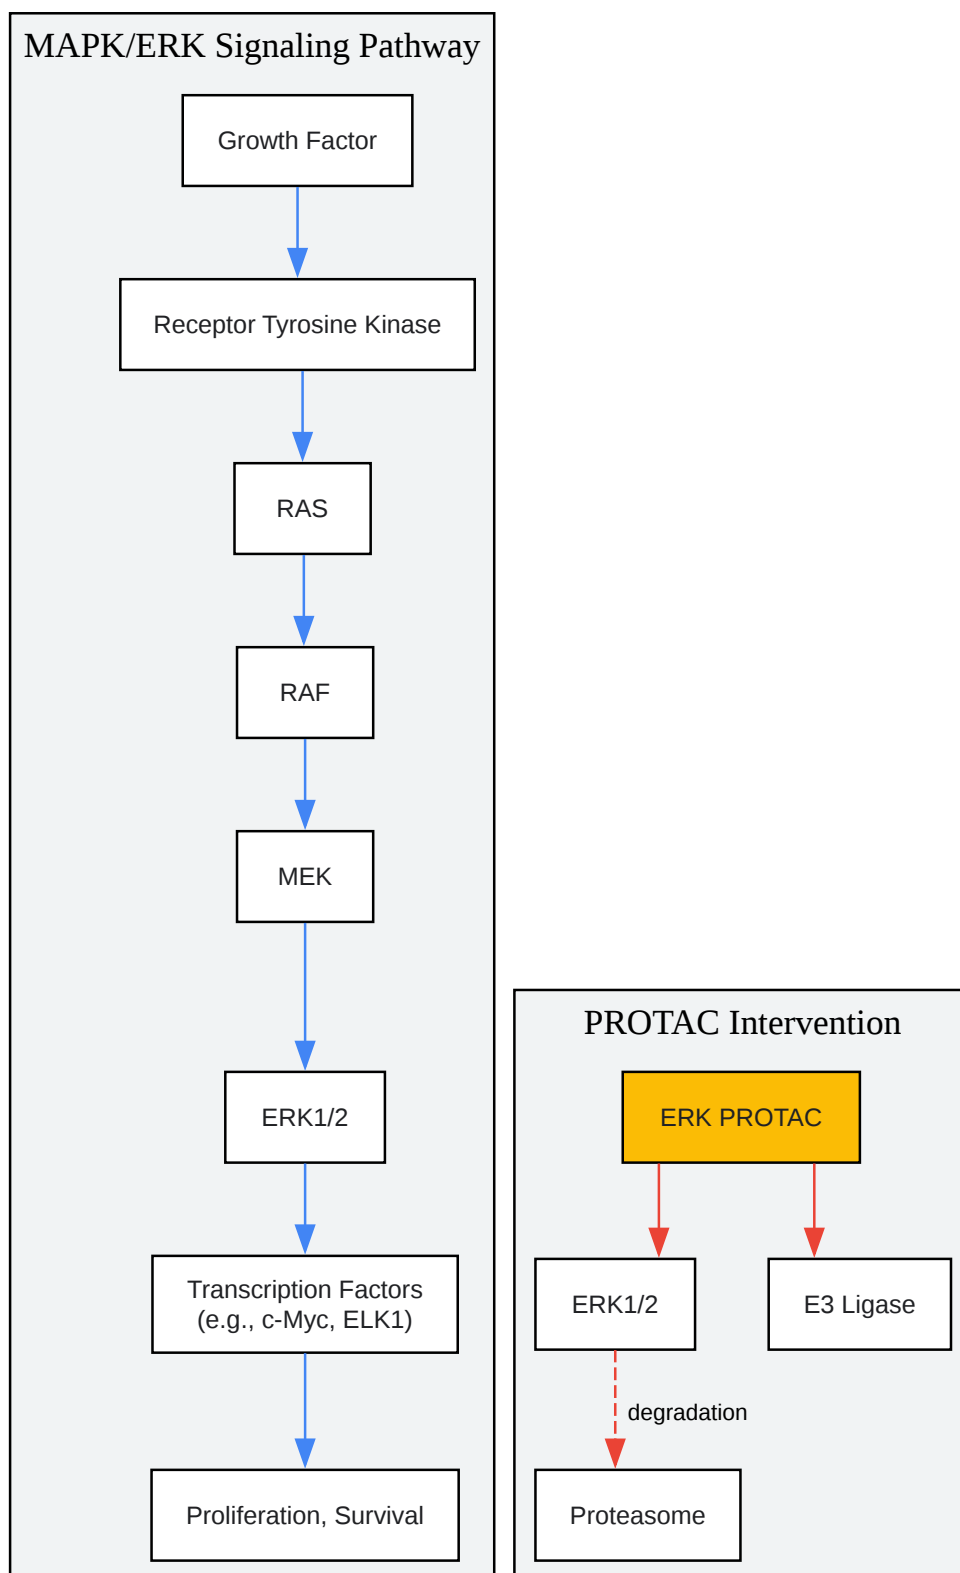 MAPK/ERK Signaling Pathway
Growth Factor
Receptor Tyrosine Kinase
RAS
RAF
MEK
ERK1/2
Transcription Factors
(e.g., c-Myc, ELK1)
Proliferation, Survival
PROTAC Intervention
ERK PROTAC
ERK1/2
E3 Ligase
degradation
Proteasome